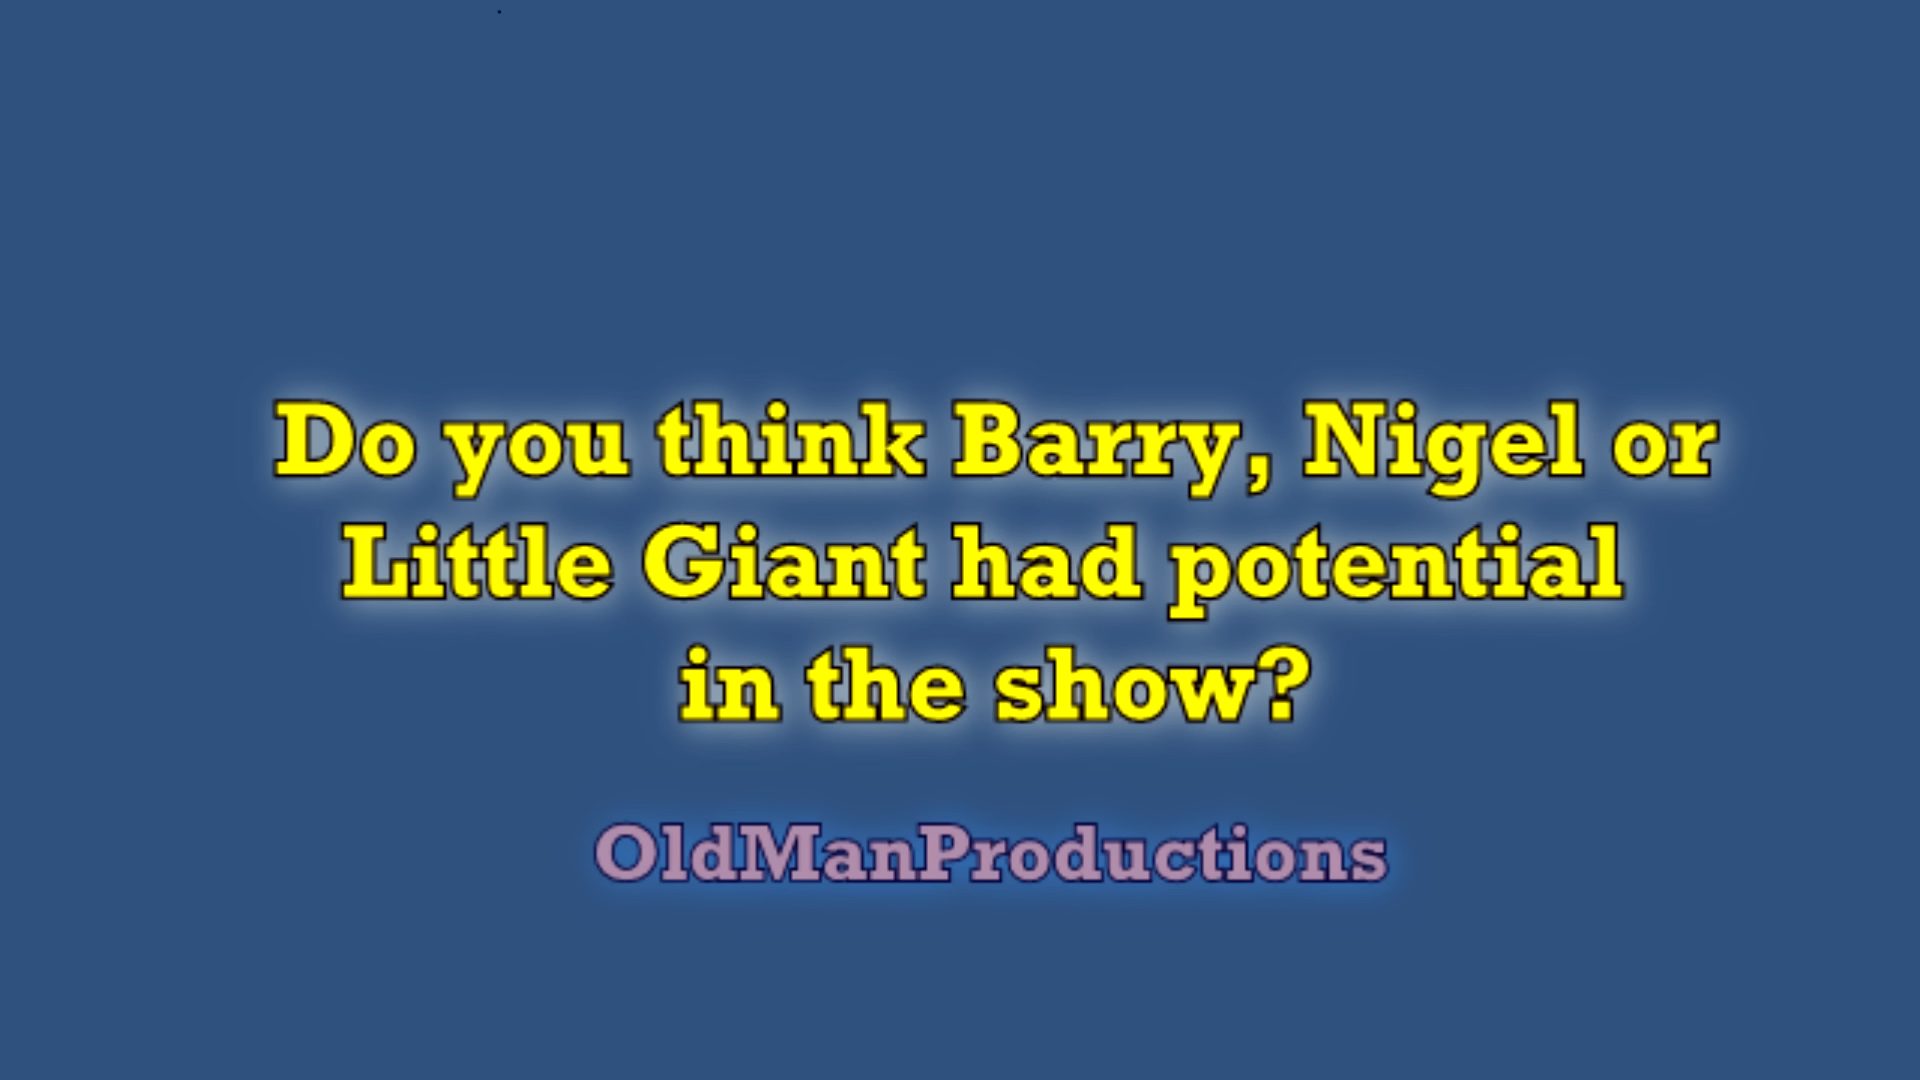 Do you think Barry, Nigel or
Little Giant had potential
in the show?
OldManProductions